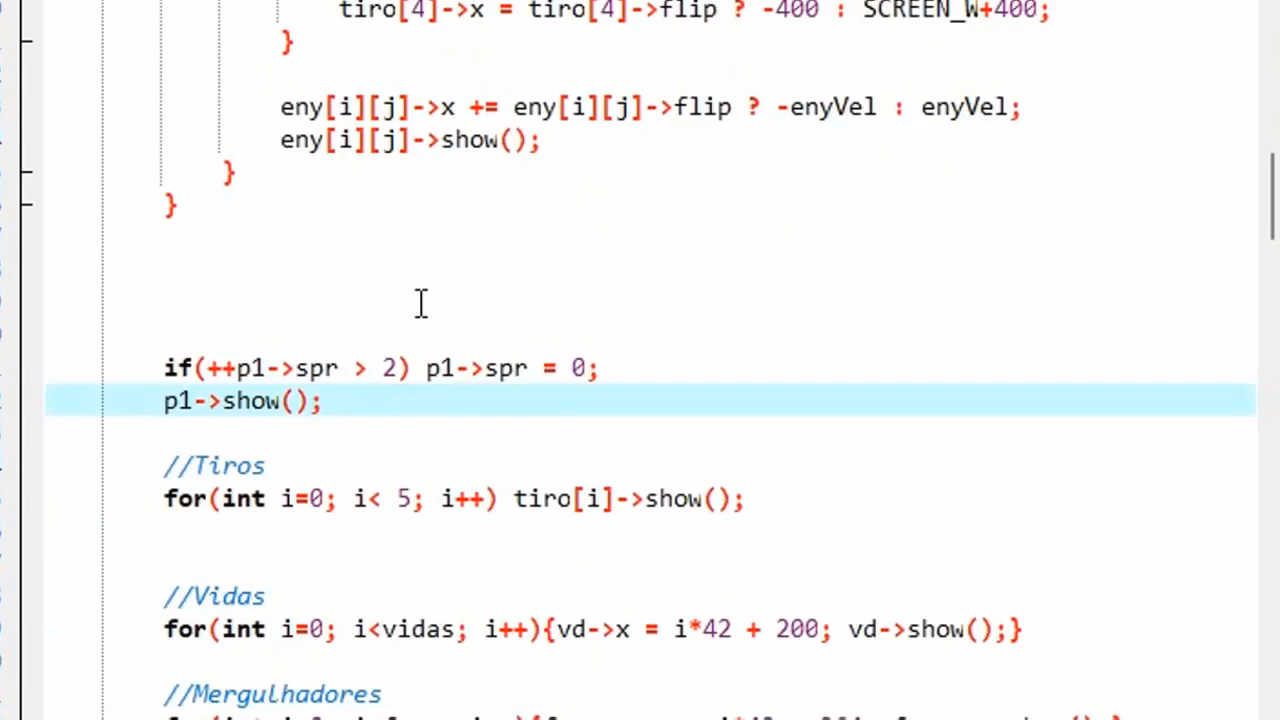 tiro[4]->x = tiro[4]->flip ? -400 : SCREEN_W+400;
}
eny[i][j]->x += eny[i][j]->flip ? -enyVel : enyVel;
eny[i][j]->show();
}
}
if(++p1->spr > 2) p1->spr = 0;
p1->show();
//Tiros
for(int i=0; i< 5; i++) tiro[i]->show();
//Vidas
for(int i=0; i<vidas; i++){vd->x = i*42 + 200; vd->show();}
//Mergulhadores